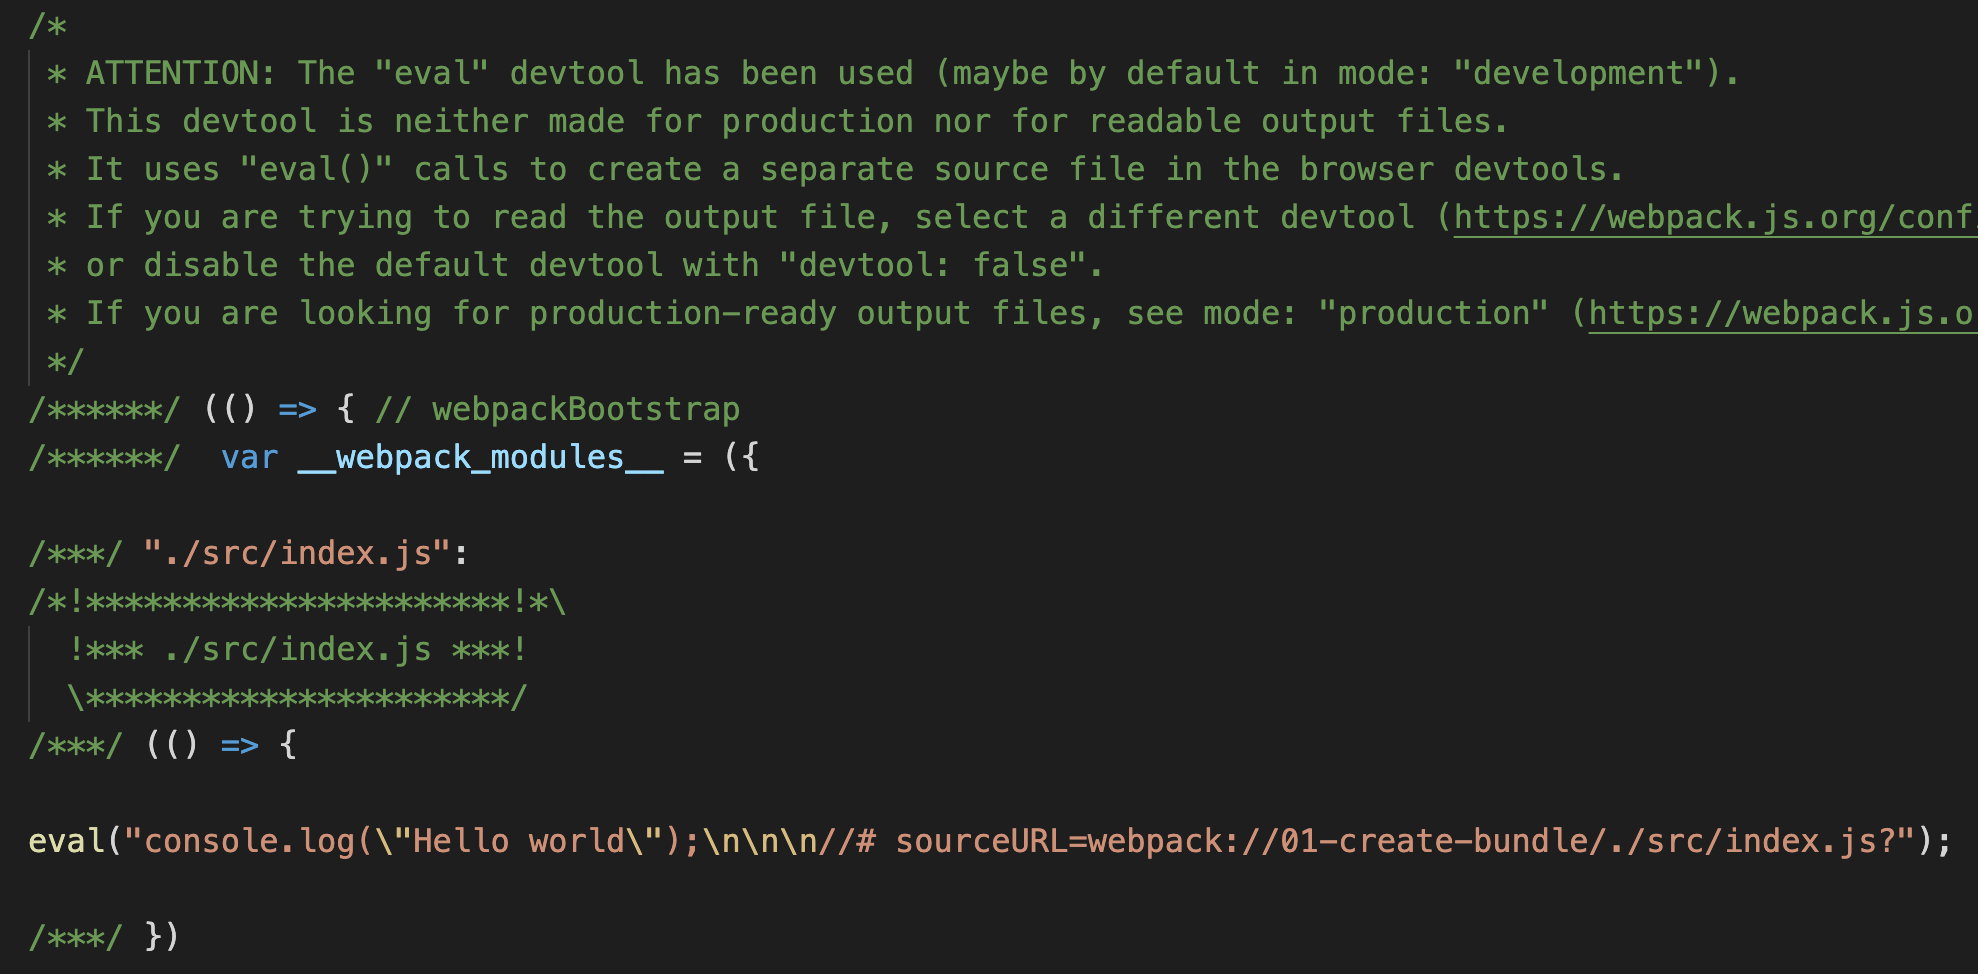 /*
 * ATTENTION: The "eval" devtool has been used (maybe by default in mode: "development").
 * This devtool is neither made for production nor for readable output files.
 * It uses "eval()" calls to create a separate source file in the browser devtools.
 * If you are trying to read the output file, select a different devtool (https://webpack.js.org/conf
 * or disable the default devtool with "devtool: false".
 * If you are looking for production-ready output files, see mode: "production" (https://webpack.js.o
 */
/******/ (() => { // webpackBootstrap
/******/  var __webpack_modules__ = ({
/***/ "./src/index.js":
/*!**********************!*\
  !*** ./src/index.js ***!
  \**********************/
/***/ (() => {
eval("console.log(\"Hello world\");\n\n\n//# sourceURL=webpack://01-create-bundle/./src/index.js?");
/***/ })